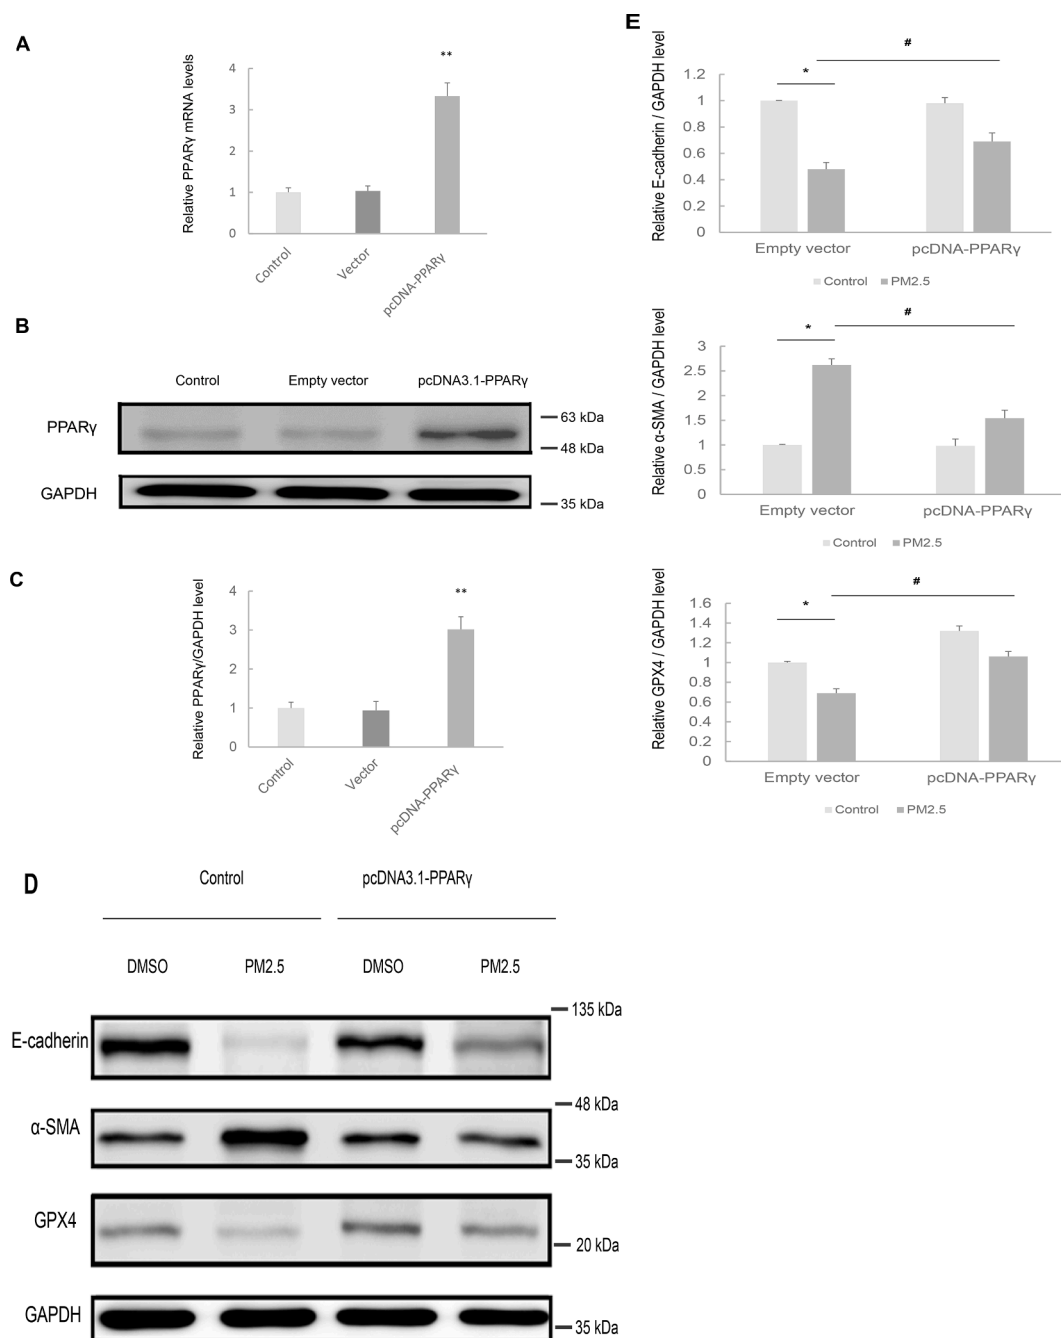 A
Relative PPARγ mRNA levels
4
3
2
1
0
**
Control
Vector
pcDNA-PPARγ
B
Control
Empty vector
pcDNA3.1-PPARγ
PPARγ
63 kDa
48 kDa
GAPDH
35 kDa
C
Relative PPARγ/GAPDH level
4
3
2
1
0
**
Control
Vector
pcDNA-PPARγ
D
Control
pcDNA3.1-PPARγ
DMSO
PM2.5
DMSO
PM2.5
E-cadherin
135 kDa
α-SMA
48 kDa
35 kDa
GPX4
20 kDa
GAPDH
35 kDa
E
Relative E-cadherin / GAPDH level
1.2
1
0.8
0.6
0.4
0.2
0
*
#
Empty vector
pcDNA-PPARγ
Control
PM2.5
Relative α-SMA / GAPDH level
3
2.5
2
1.5
1
0.5
0
*
#
Empty vector
pcDNA-PPARγ
Control
PM2.5
Relative GPX4 / GAPDH level
1.6
1.4
1.2
1
0.8
0.6
0.4
0.2
0
*
#
Empty vector
pcDNA-PPARγ
Control
PM2.5